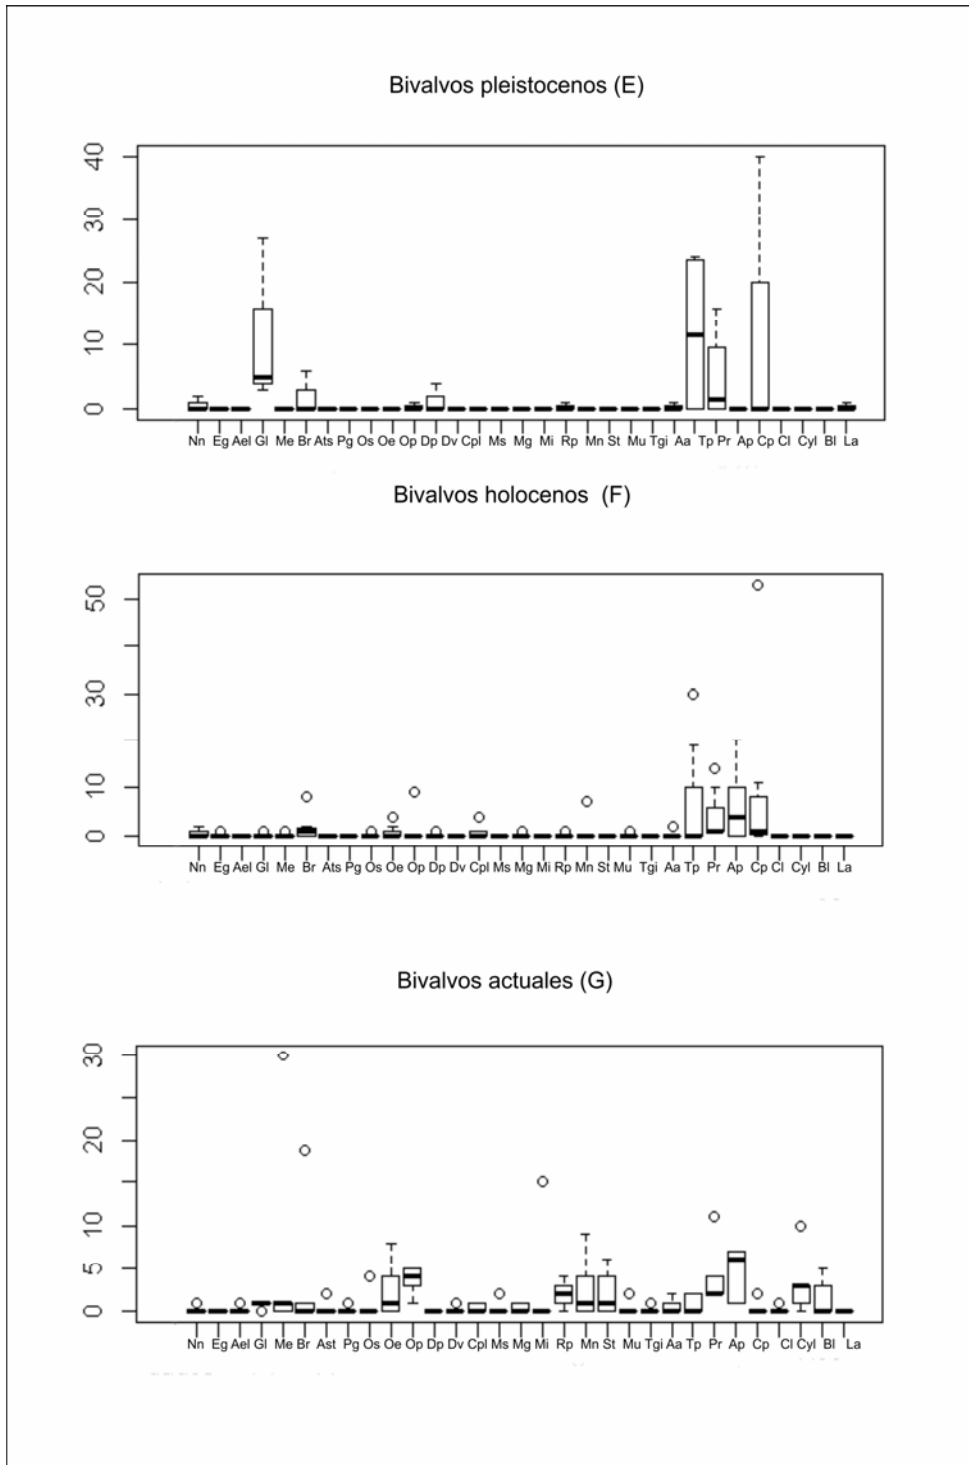 Bivalvos pleistocenos (E)
40
30
20
10
0
Nn Eg Ael Gl Me Br Ats Pg Os Oe Op Dp Dv Cpl Ms Mg Mi Rp Mn St Mu Tgi Aa Tp Pr Ap Cp Cl Cyl Bl La
Bivalvos holocenos (F)
50
30
10
0
Nn Eg Ael Gl Me Br Ats Pg Os Oe Op Dp Dv Cpl Ms Mg Mi Rp Mn St Mu Tgi Aa Tp Pr Ap Cp Cl Cyl Bl La
Bivalvos actuales (G)
30
20
10
5
0
Nn Eg Ael Gl Me Br Ast Pg Os Oe Op Dp Dv Cpl Ms Mg Mi Rp Mn St Mu Tgi Aa Tp Pr Ap Cp Cl Cyl Bl La